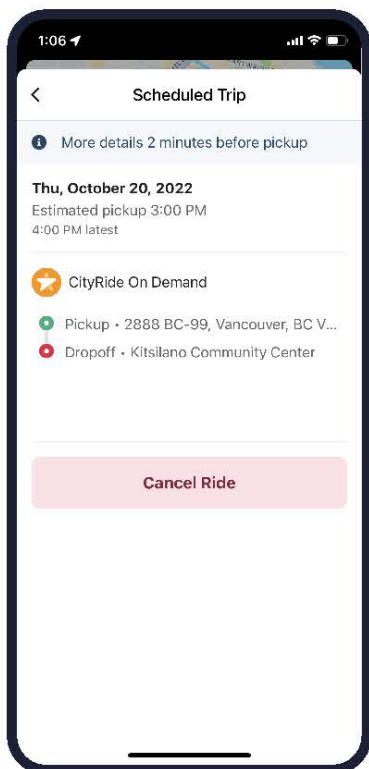 1:06
Scheduled Trip
More details 2 minutes before pickup
Thu, October 20, 2022
Estimated pickup 3:00 PM
4:00 PM latest
CityRide On Demand
Pickup • 2888 BC-99, Vancouver, BC V...
Dropoff • Kitsilano Community Center
Cancel Ride